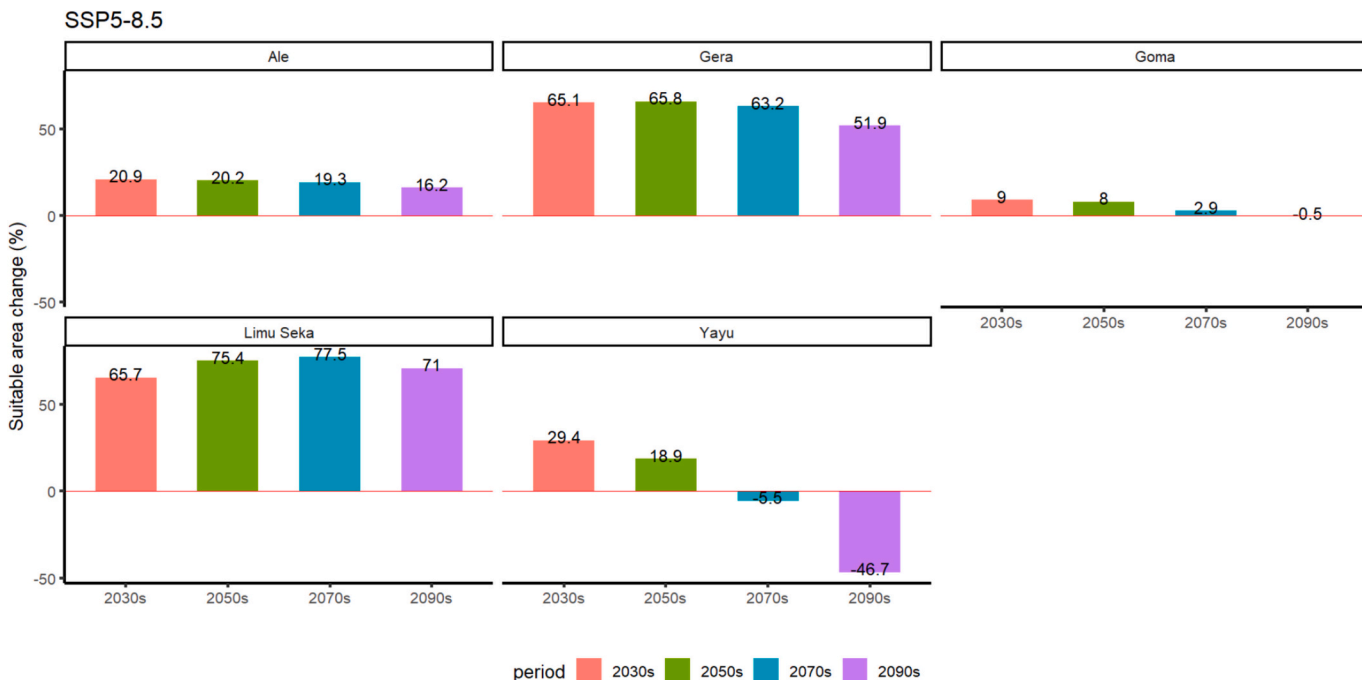 SSP5-8.5
Ale
Gera
Goma
50
0
-50
20.9
20.2
19.3
16.2
65.1
65.8
63.2
51.9
9
8
2.9
-0.5
2030s 2050s 2070s 2090s
Suitable area change (%)
Limu Seka
Yayu
50
0
-50
65.7
75.4
77.5
71
29.4
18.9
-5.5
-46.7
2030s 2050s 2070s 2090s
2030s 2050s 2070s 2090s
period 2030s 2050s 2070s 2090s